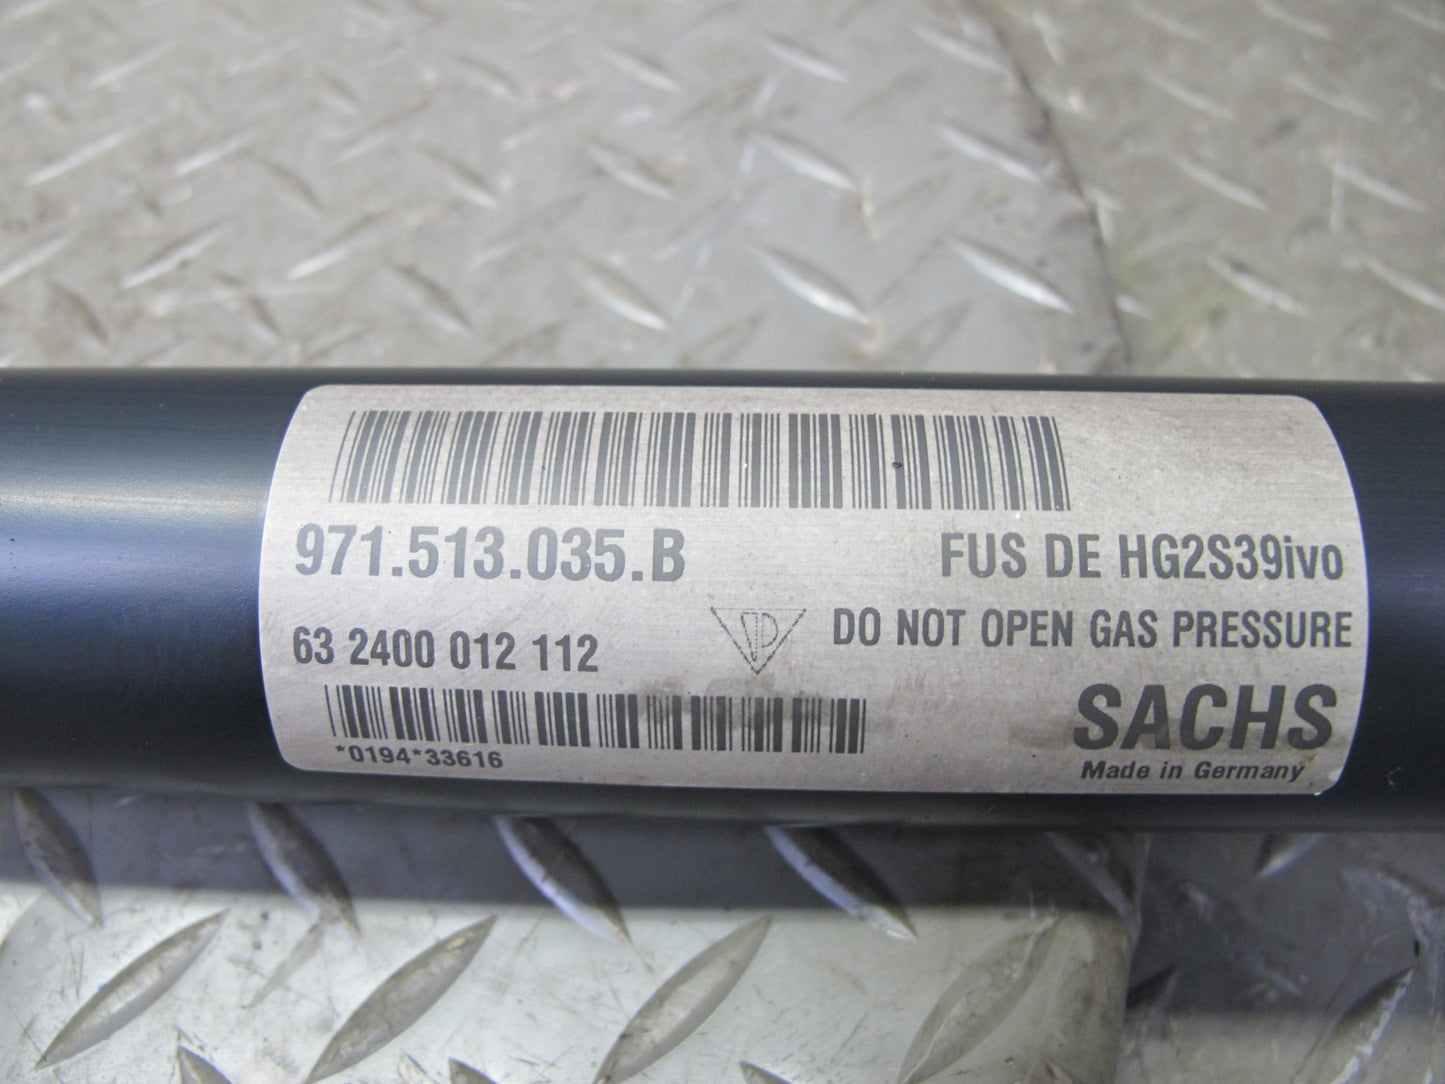 971.513.035.B
FUS DE HG2S39ivo
63 2400 012 112
DO NOT OPEN GAS PRESSURE
*0194*33616
SACHS
Made in Germany